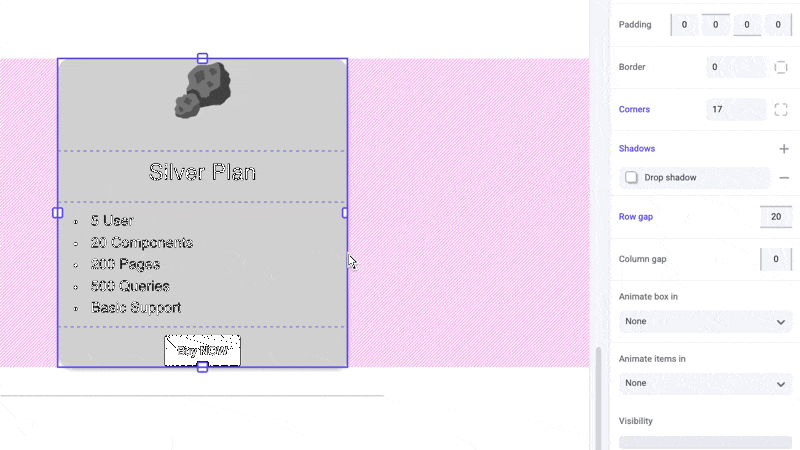 Silver Plan
5 User
20 Components
200 Pages
500 Queries
Basic Support
Buy NOW
Padding 0 0 0 0
Border 0
Corners 17
Shadows
Drop shadow
Row gap 20
Column gap 0
Animate box in
None
Animate items in
None
Visibility